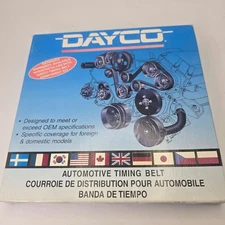 DAYCO
• Designed to meet or
exceed OEM specifications
• Specific coverage for foreign
& domestic models
AUTOMOTIVE TIMING BELT
COURROIE DE DISTRIBUTION POUR AUTOMOBILE
BANDA DE TIEMPO